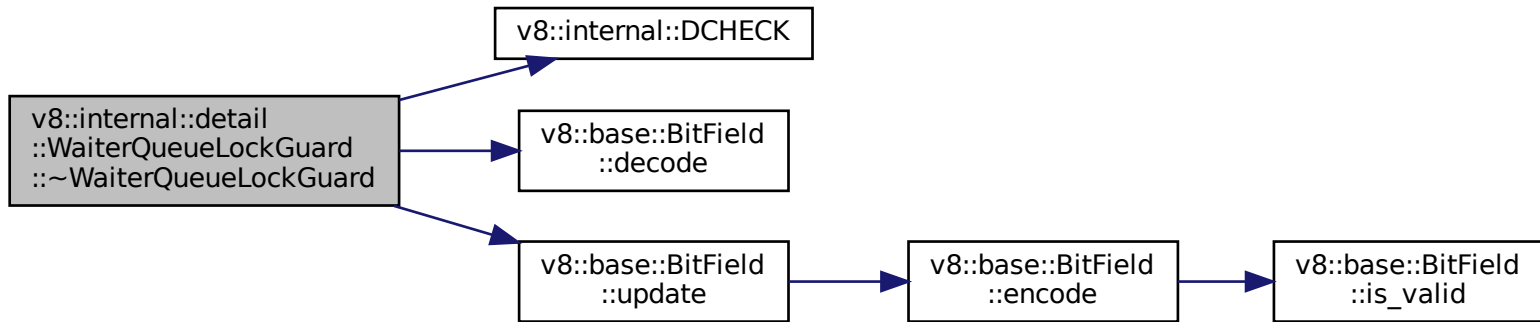 v8::internal::detail
::WaiterQueueLockGuard
::~WaiterQueueLockGuard
v8::internal::DCHECK
v8::base::BitField
::decode
v8::base::BitField
::update
v8::base::BitField
::encode
v8::base::BitField
::is_valid